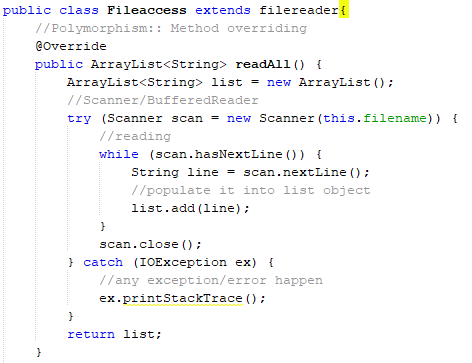 public class Fileaccess extends filereader{
    //Polymorphism:: Method overriding
    @Override
    public ArrayList<String> readAll() {
        ArrayList<String> list = new ArrayList();
        //Scanner/BufferedReader
        try (Scanner scan = new Scanner(this.filename)) {
            //reading
            while (scan.hasNextLine()) {
                String line = scan.nextLine();
                //populate it into list object
                list.add(line);
            }
            scan.close();
        } catch (IOException ex) {
            //any exception/error happen
            ex.printStackTrace();
        }
        return list;
    }